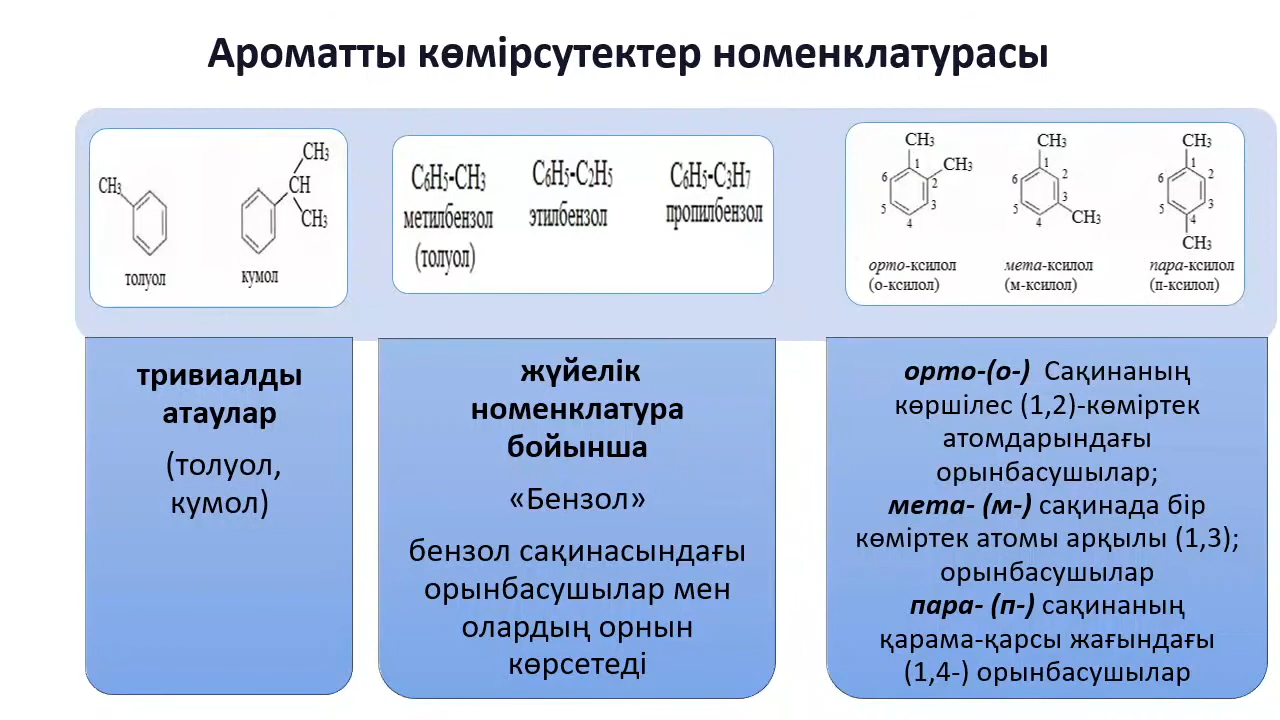 Ароматты көмірсутектер номенклатурасы
CH₃
толуол
CH₃
CH
CH₃
кумол
C₆H₅-CH₃
метилбензол
(толуол)
C₆H₅-C₂H₅
этилбензол
C₆H₅-C₃H₇
пропилбензол
CH₃
CH₃
1
2
3
4
5
6
орто-ксилол
(о-ксилол)
CH₃
1
2
3
4
5
6
CH₃
мета-ксилол
(м-ксилол)
CH₃
1
2
3
4
5
6
CH₃
пара-ксилол
(п-ксилол)
тривиалды
атаулар
(толуол,
кумол)
жүйелік
номенклатура
бойынша
«Бензол»
бензол сақинасындағы
орынбасушылар мен
олардың орнын
көрсетеді
орто-(о-) Сақинаның
көршілес (1,2)-көміртек
атомдарындағы
орынбасушылар;
мета- (м-) сақинада бір
көміртек атомы арқылы (1,3);
орынбасушылар
пара- (п-) сақинаның
қарама-қарсы жағындағы
(1,4-) орынбасушылар